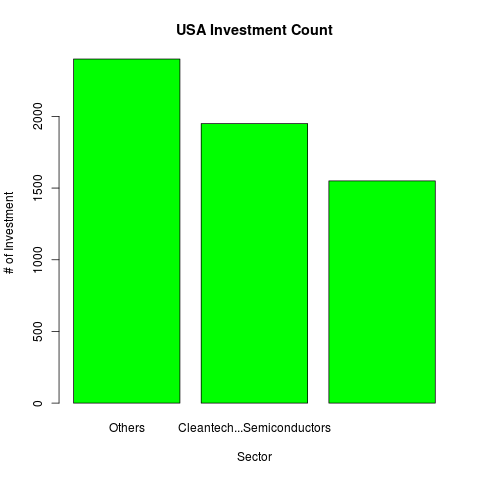 USA Investment Count
# of Investment
2000
1500
1000
500
0
Others Cleantech...Semiconductors
Sector